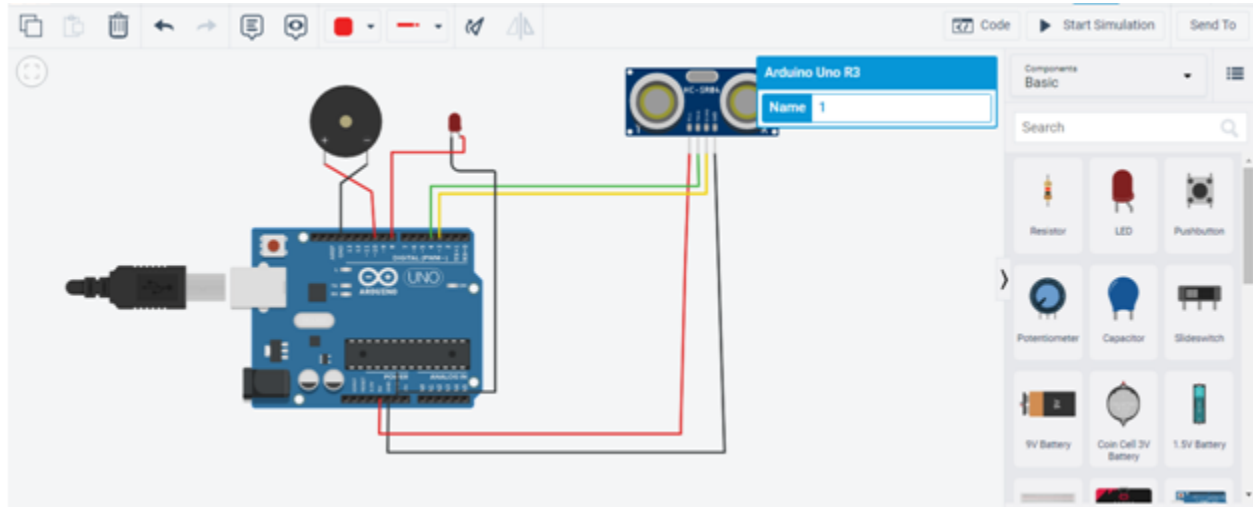 Code
Start Simulation
Send To
Arduino Uno R3
Name 1
Components
Basic
Search
HC-SR04
Resistor
LED
Pushbutton
Potentiometer
Capacitor
Slideswitch
9V Battery
Coin Cell 3V
Battery
1.5V Battery
DIGITAL (PWM~)
UNO
ARDUINO
POWER
ANALOG IN